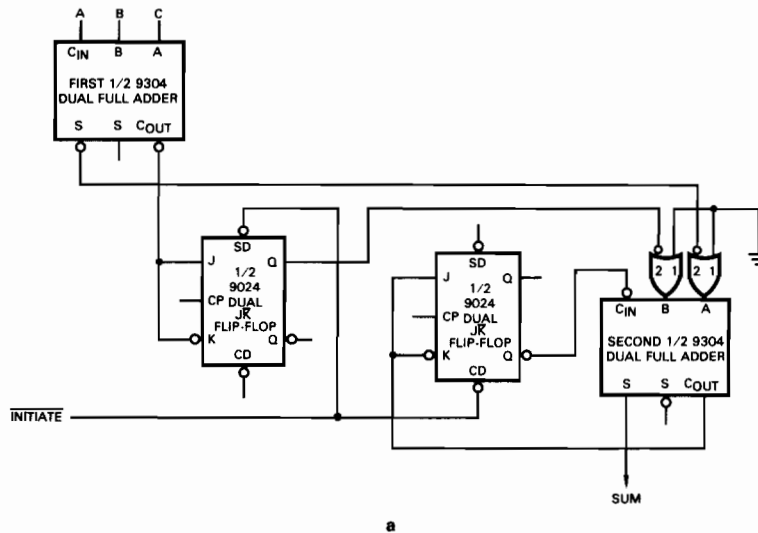 A B C
CIN B A
FIRST 1/2 9304
DUAL FULL ADDER
S S COUT
SD
J Q
1/2
9024
CP DUAL
JK̅
FLIP-FLOP
K Q
CD
SD
J Q
1/2
9024
CP DUAL
JK̅
FLIP-FLOP
K Q
CD
2 1 2 1
CIN B A
SECOND 1/2 9304
DUAL FULL ADDER
S S COUT
INITIATE
SUM
a